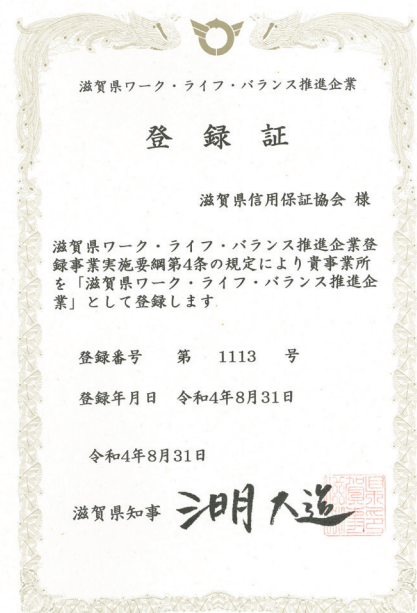 滋賀県ワーク・ライフ・バランス推進企業
登録証
滋賀県信用保証協会 様
滋賀県ワーク・ライフ・バランス推進企業登
録事業実施要綱第4条の規定により貴事業所
を「滋賀県ワーク・ライフ・バランス推進企
業」として登録します
登録番号 第 1113 号
登録年月日 令和4年8月31日
令和4年8月31日
滋賀県知事 三日月大造